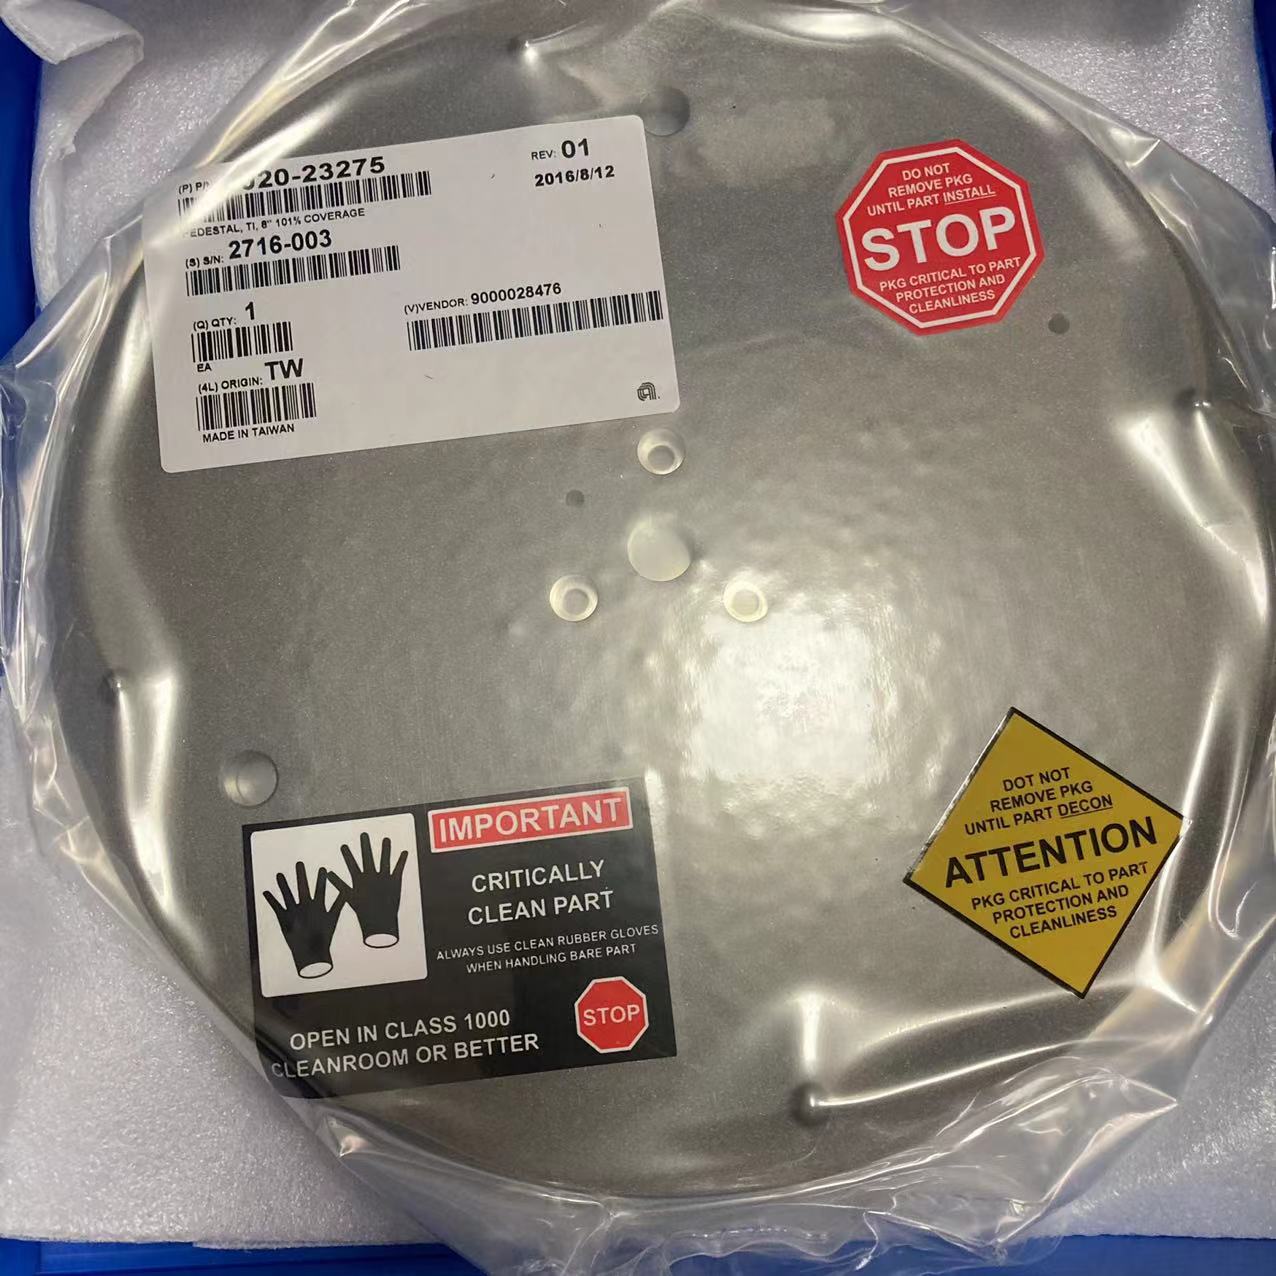 (P) P/N
020-23275
REV: 01
2016/8/12
PEDESTAL, TI, 8" 101% COVERAGE
(S) S/N: 2716-003
(Q) QTY: 1
EA
(V)VENDOR: 9000028476
(4L) ORIGIN: TW
MADE IN TAIWAN
DO NOT
REMOVE PKG
UNTIL PART INSTALL
STOP
PKG CRITICAL TO PART
PROTECTION AND
CLEANLINESS
IMPORTANT
CRITICALLY
CLEAN PART
ALWAYS USE CLEAN RUBBER GLOVES
WHEN HANDLING BARE PART
STOP
OPEN IN CLASS 1000
CLEANROOM OR BETTER
DOT NOT
REMOVE PKG
UNTIL PART DECON
ATTENTION
PKG CRITICAL TO PART
PROTECTION AND
CLEANLINESS